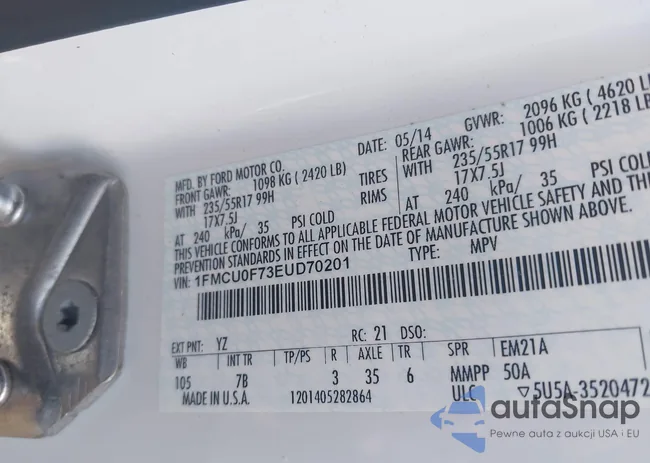 MFD. BY FORD MOTOR CO.
DATE: 05/14
GVWR: 2096 KG ( 4620 LB
FRONT GAWR: 1098 KG ( 2420 LB)
REAR GAWR: 1006 KG ( 2218 LB
WITH 235/55R17 99H TIRES WITH 235/55R17 99H
17X7.5J RIMS 17X7.5J
AT 240 kPa/ 35 PSI COLD AT 240 kPa/ 35 PSI COLD
THIS VEHICLE CONFORMS TO ALL APPLICABLE FEDERAL MOTOR VEHICLE SAFETY AND THE
PREVENTION STANDARDS IN EFFECT ON THE DATE OF MANUFACTURE SHOWN ABOVE.
VIN: 1FMCU0F73EUD70201
TYPE: MPV
EXT PNT: YZ RC: 21 DSO:
WB INT TR TP/PS R AXLE TR SPR EM21A
105 7B 3 35 6 MMPP 50A
MADE IN U.S.A. 1201405282864 ULC ▽5U5A-3520472
autaSnap
Pewne auta z aukcji USA i EU